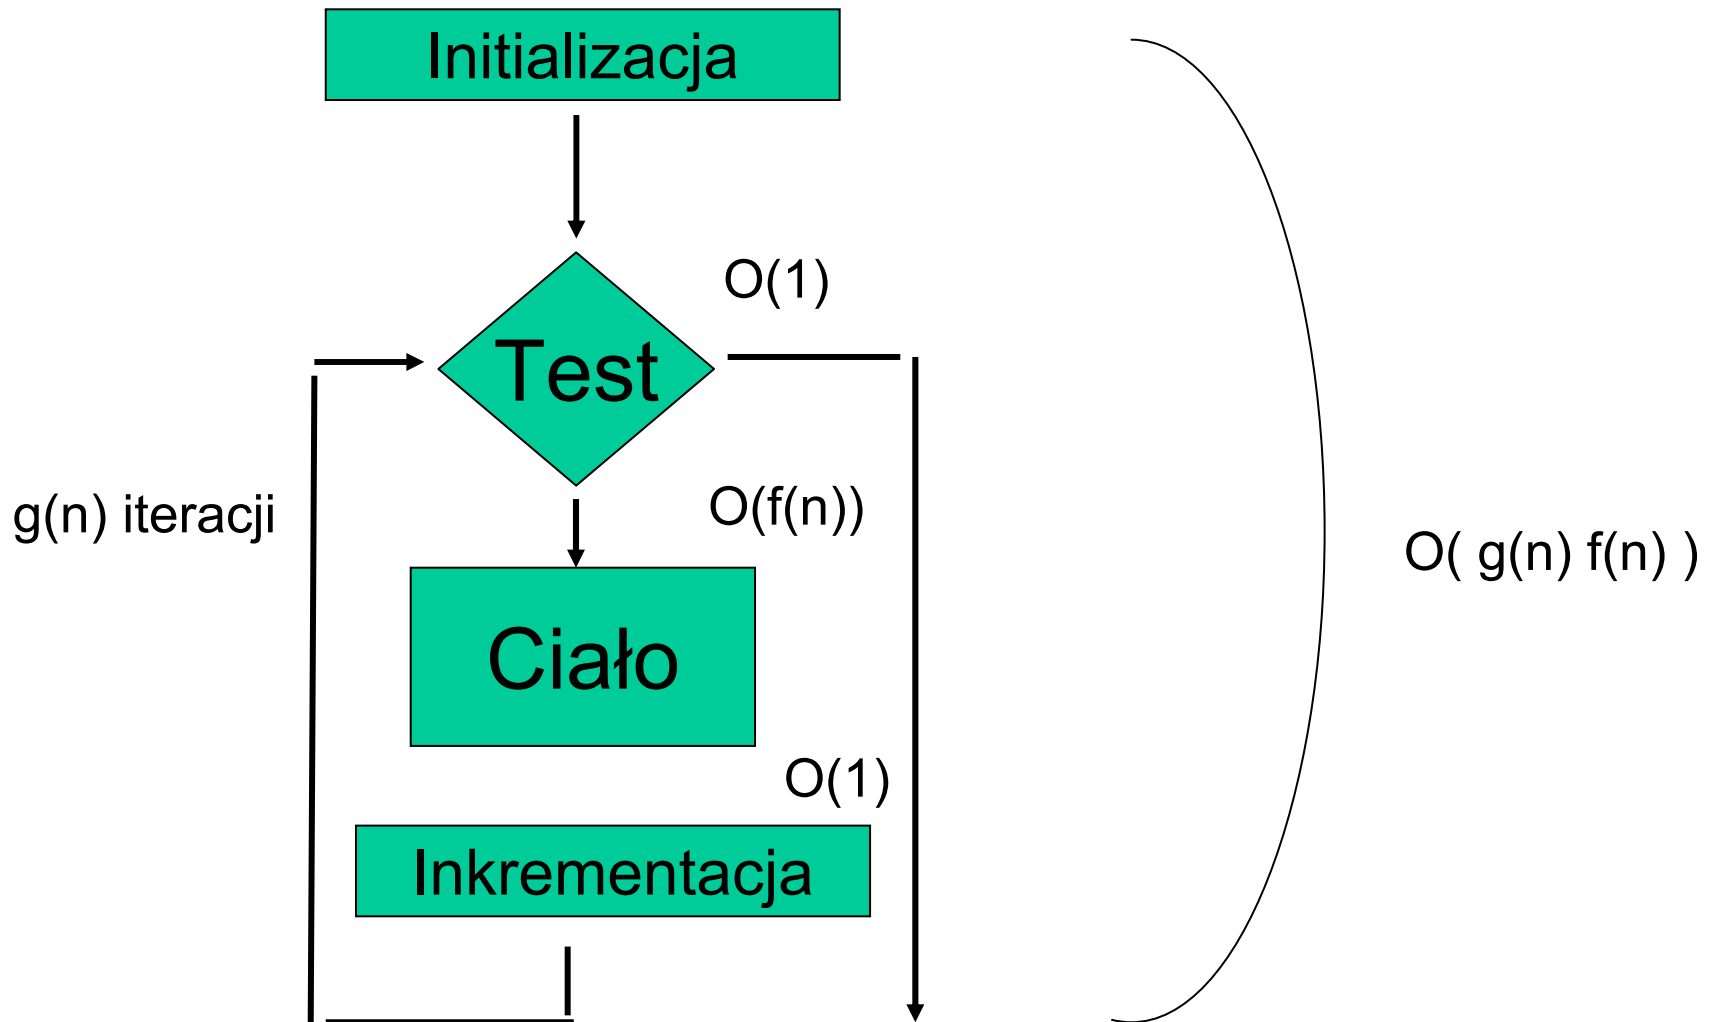 Initializacja
O(1)
Test
g(n) iteracji
O(f(n))
O( g(n) f(n) )
Ciało
O(1)
Inkrementacja